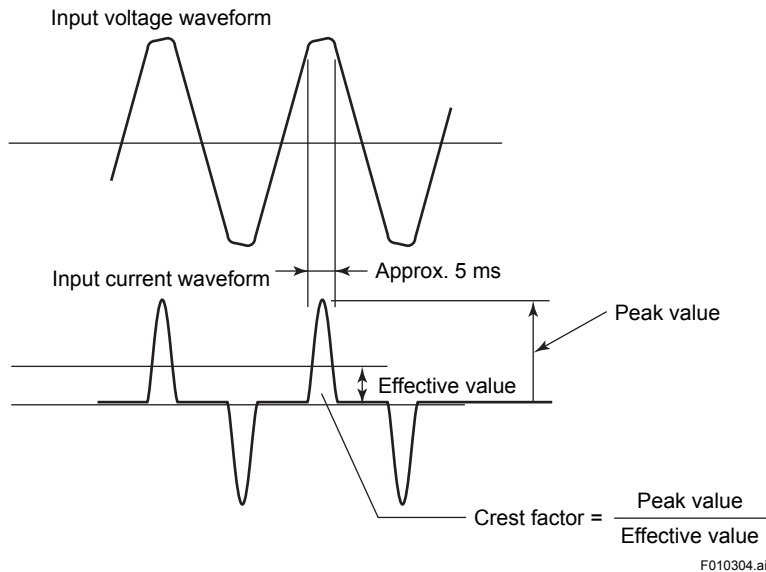 Input voltage waveform
Input current waveform
Approx. 5 ms
Peak value
Effective value
Crest factor =
Peak value
Effective value
F010304.ai